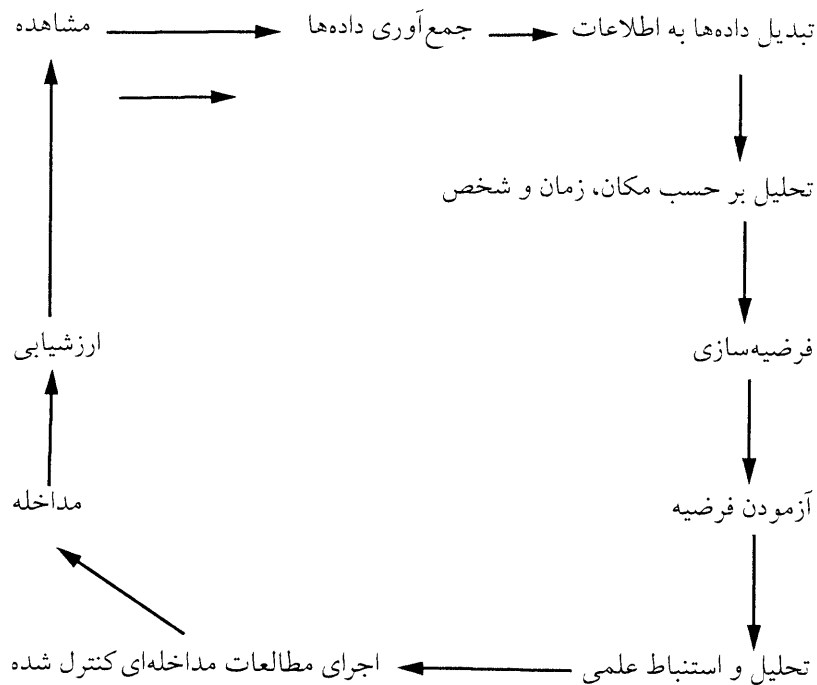 مشاهده
جمع‌آوری داده‌ها
تبدیل داده‌ها به اطلاعات
تحلیل بر حسب مکان، زمان و شخص
فرضیه‌سازی
آزمودن فرضیه
تحلیل و استنباط علمی
اجرای مطالعات مداخله‌ای کنترل شده
مداخله
ارزشیابی